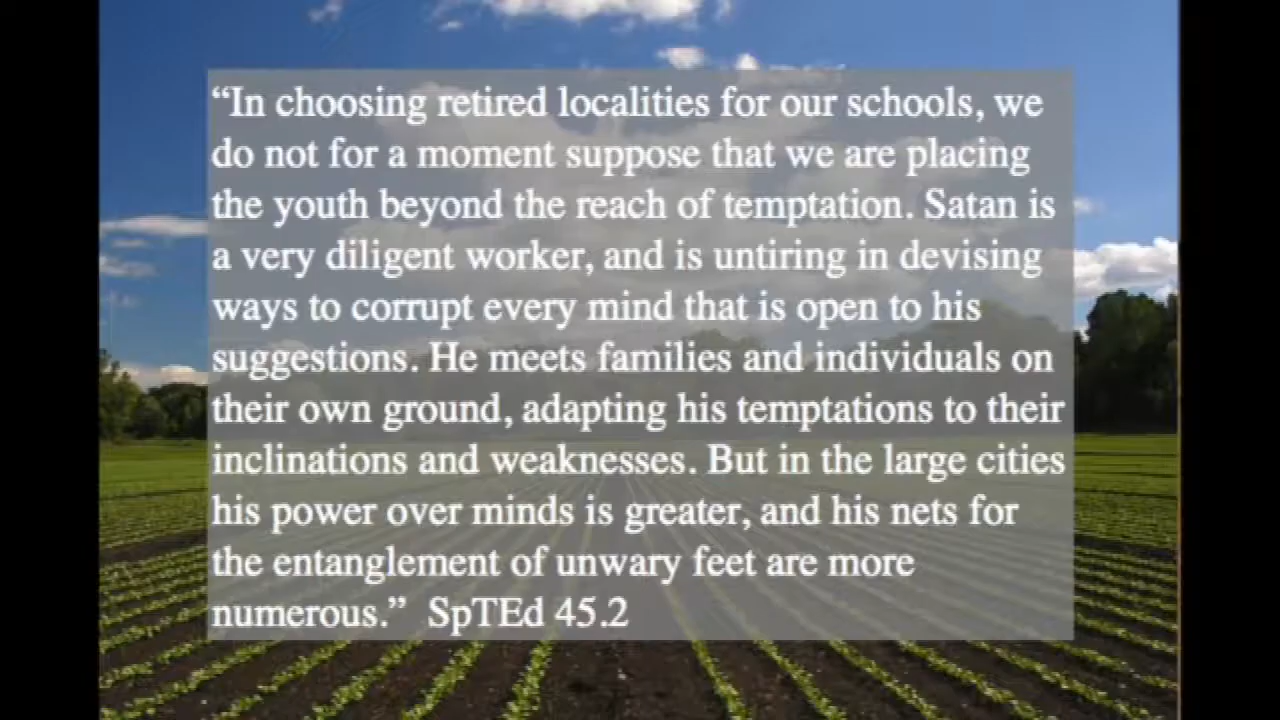 “In choosing retired localities for our schools, we
do not for a moment suppose that we are placing
the youth beyond the reach of temptation. Satan is
a very diligent worker, and is untiring in devising
ways to corrupt every mind that is open to his
suggestions. He meets families and individuals on
their own ground, adapting his temptations to their
inclinations and weaknesses. But in the large cities
his power over minds is greater, and his nets for
the entanglement of unwary feet are more
numerous.”  SpTEd 45.2